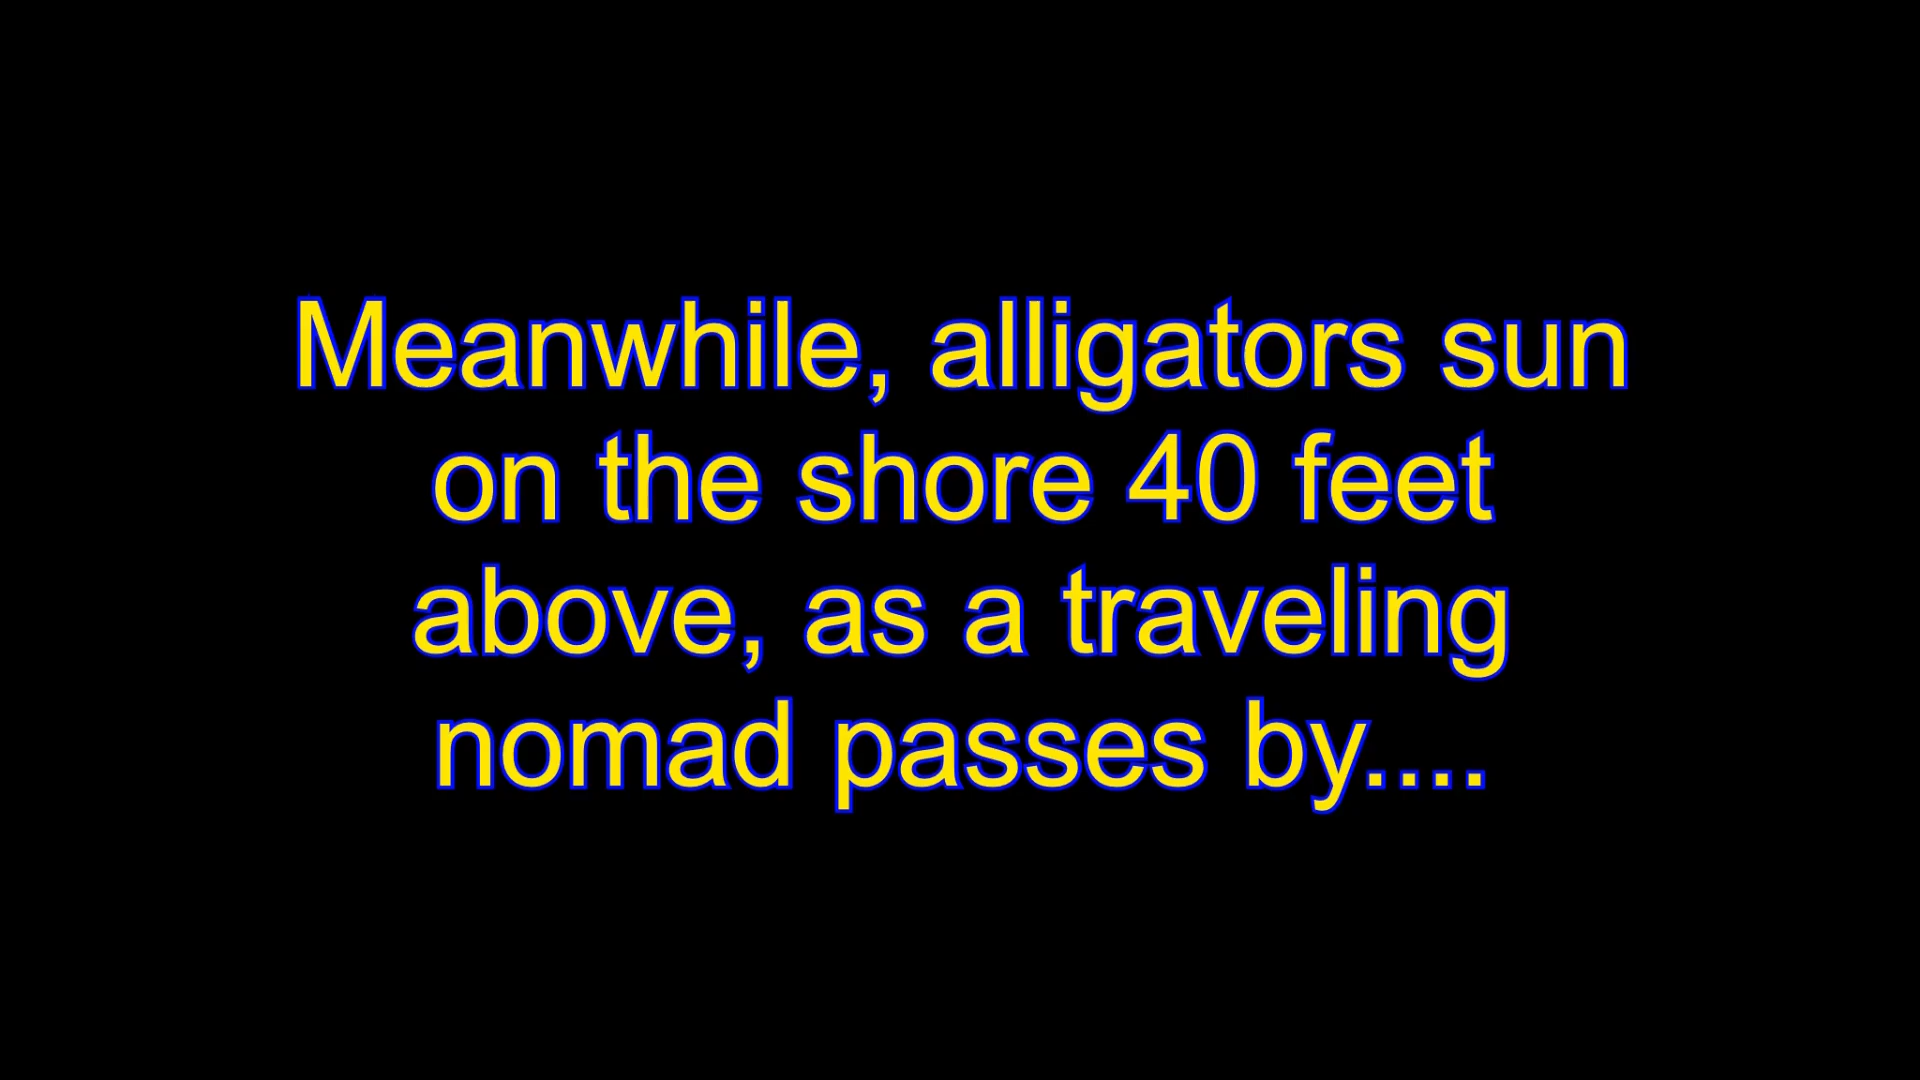 Meanwhile, alligators sun
on the shore 40 feet
above, as a traveling
nomad passes by....